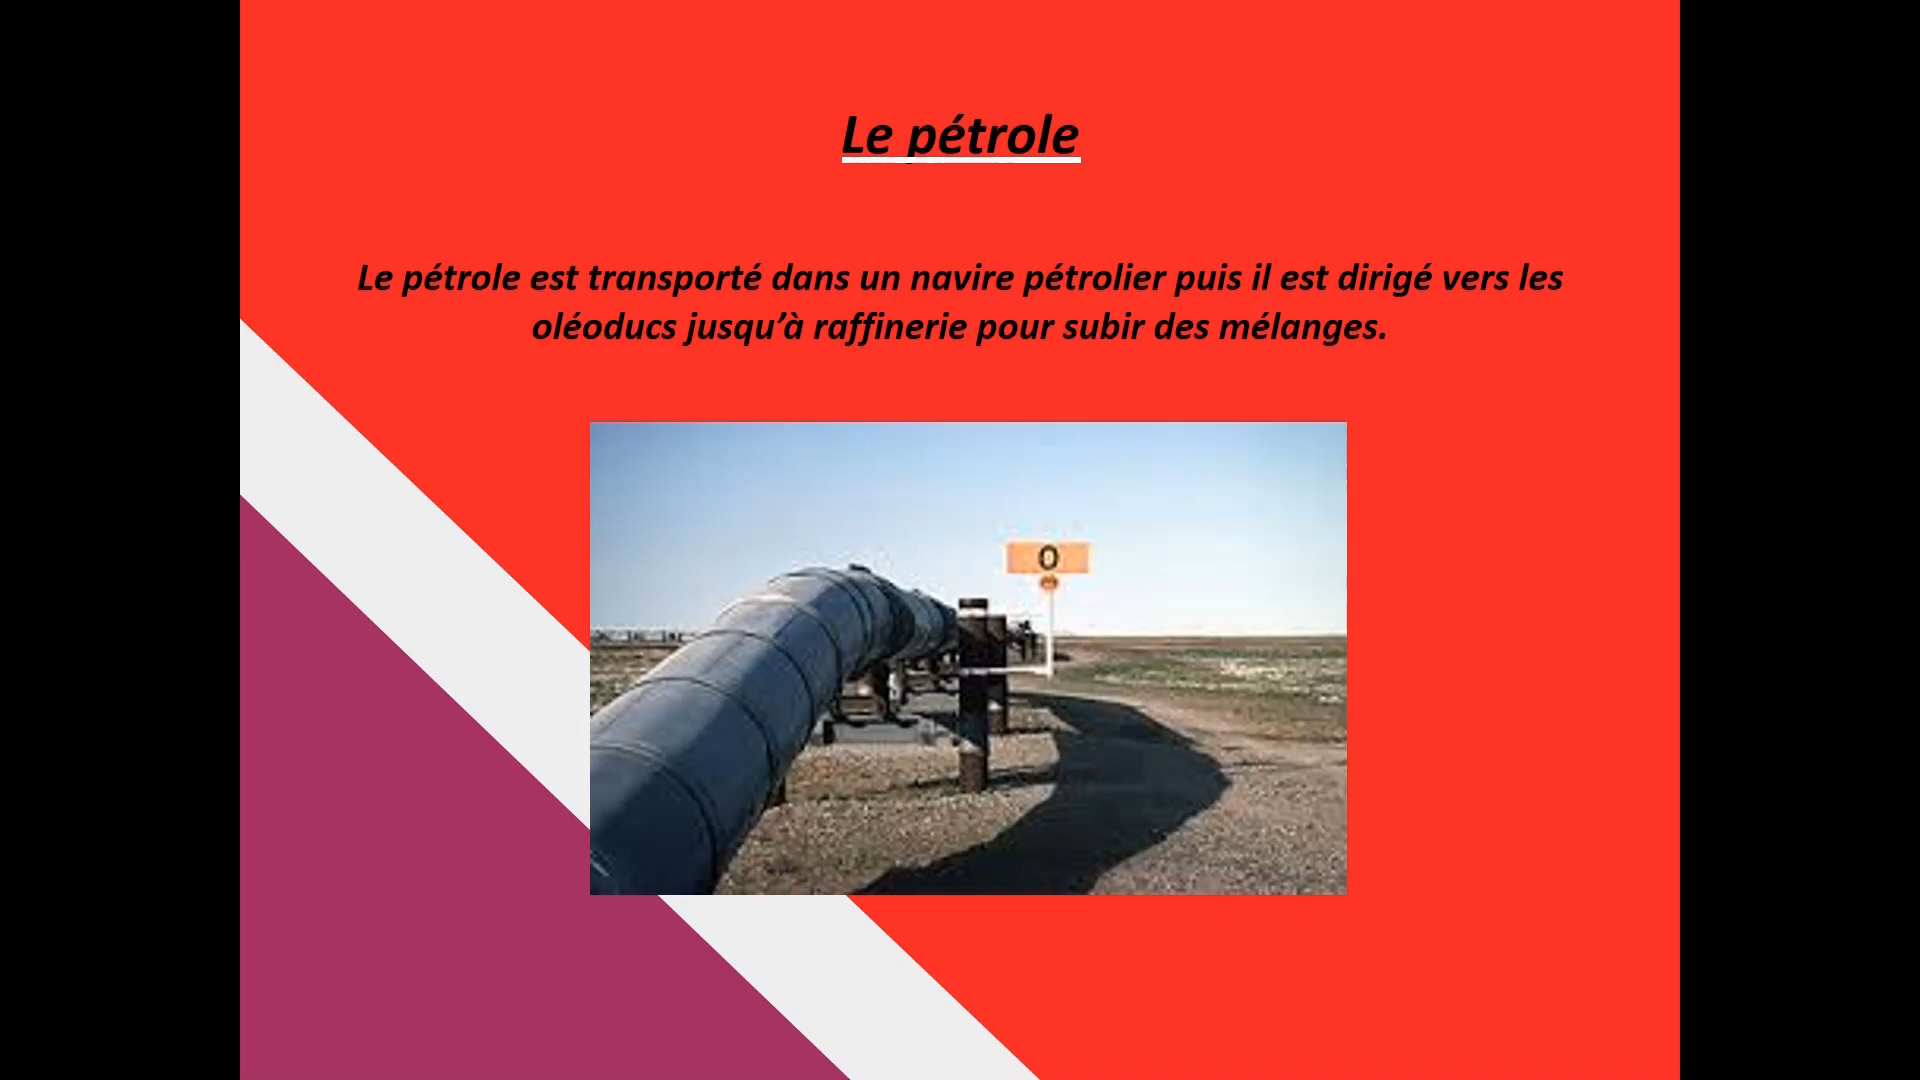 Le pétrole
Le pétrole est transporté dans un navire pétrolier puis il est dirigé vers les
oléoducs jusqu’à raffinerie pour subir des mélanges.
0